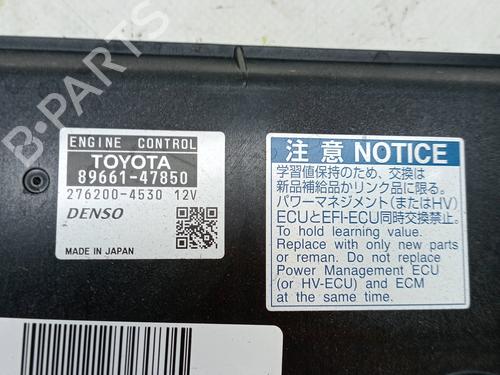 B-PARTS
ENGINE CONTROL
TOYOTA
89661-47850
276200-4530 12V
DENSO
MADE IN JAPAN
注意 NOTICE
学習値保持のため、交換は
新品補給品かリンク品に限る。
パワーマネジメント(またはHV)
ECUとEFI-ECU同時交換禁止。
To hold learning value.
Replace with only new parts
or reman. Do not replace
Power Management ECU
(or HV-ECU) and ECM
at the same time.